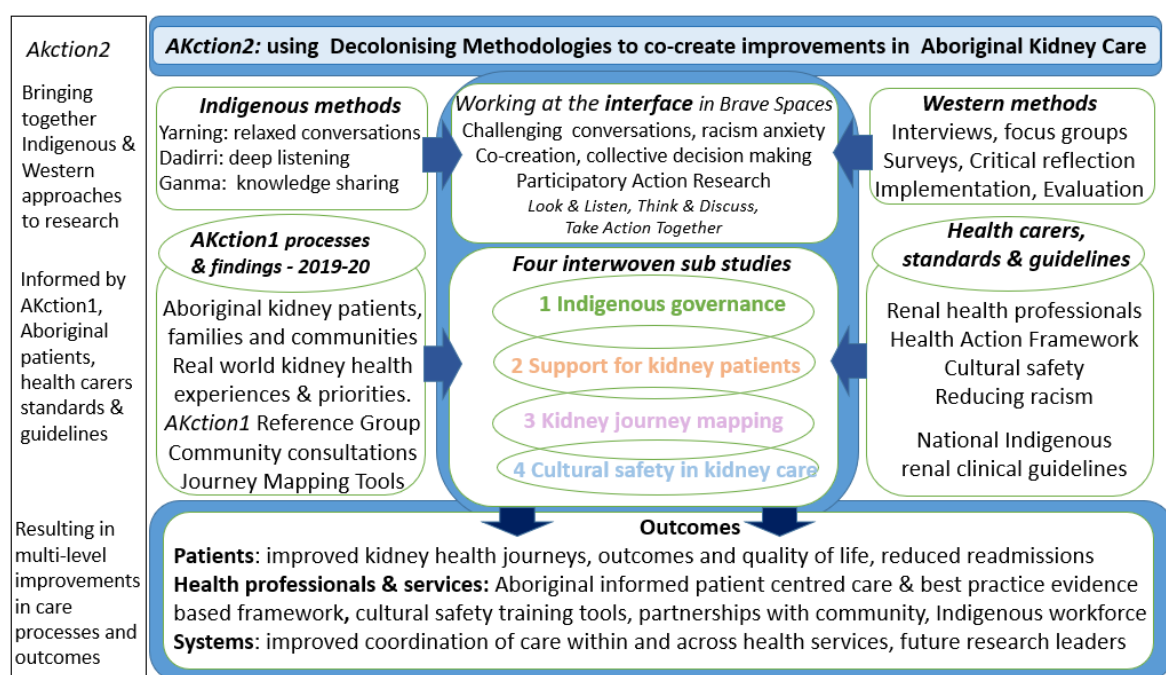 Akction2
Bringing
together
Indigenous &
Western
approaches
to research
Informed by
AKction1,
Aboriginal
patients,
health carers
standards &
guidelines
Resulting in
multi-level
improvements
in care
processes and
outcomes
AKction2: using Decolonising Methodologies to co-create improvements in Aboriginal Kidney Care
Indigenous methods
Yarning: relaxed conversations
Dadirri: deep listening
Ganma: knowledge sharing
Working at the interface in Brave Spaces
Challenging conversations, racism anxiety
Co-creation, collective decision making
Participatory Action Research
Look & Listen, Think & Discuss,
Take Action Together
Western methods
Interviews, focus groups
Surveys, Critical reflection
Implementation, Evaluation
AKction1 processes
& findings - 2019-20
Aboriginal kidney patients,
families and communities
Real world kidney health
experiences & priorities.
AKction1 Reference Group
Community consultations
Journey Mapping Tools
Four interwoven sub studies
1 Indigenous governance
2 Support for kidney patients
3 Kidney journey mapping
4 Cultural safety in kidney care
Health carers,
standards & guidelines
Renal health professionals
Health Action Framework
Cultural safety
Reducing racism
National Indigenous
renal clinical guidelines
Outcomes
Patients: improved kidney health journeys, outcomes and quality of life, reduced readmissions
Health professionals & services: Aboriginal informed patient centred care & best practice evidence
based framework, cultural safety training tools, partnerships with community, Indigenous workforce
Systems: improved coordination of care within and across health services, future research leaders